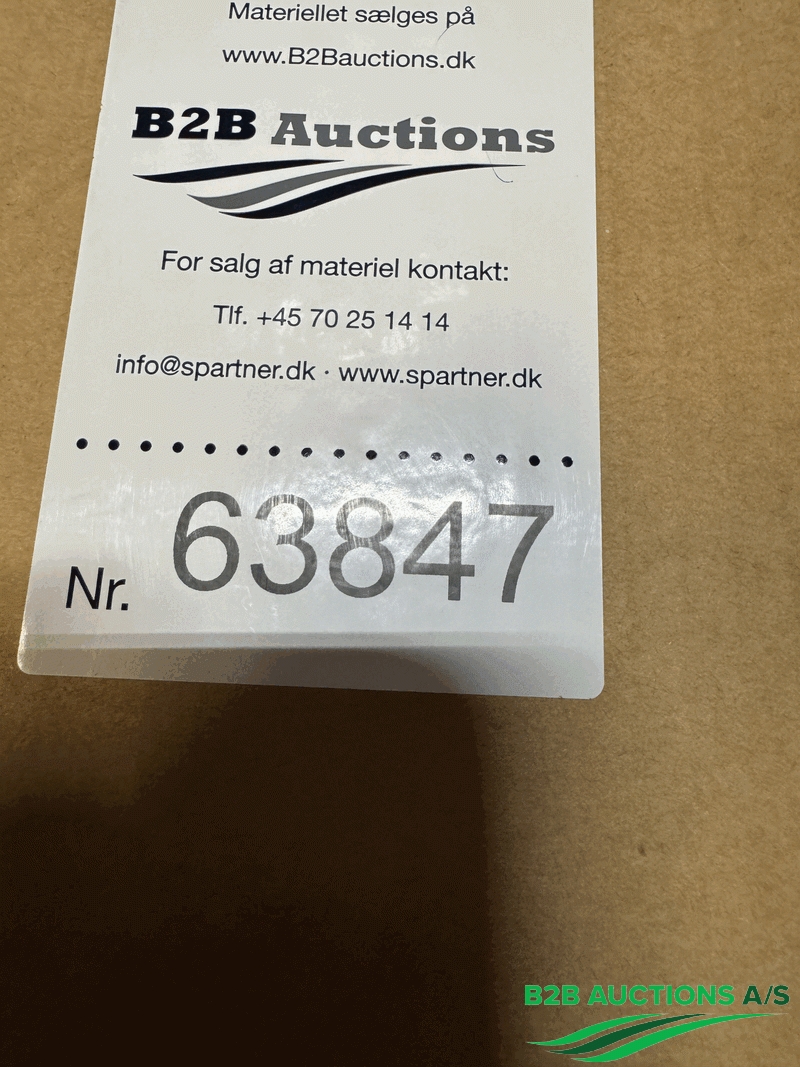 Materiellet sælges på
www.B2Bauctions.dk
B2B Auctions
For salg af materiel kontakt:
Tlf. +45 70 25 14 14
info@spartner.dk · www.spartner.dk
Nr. 63847
B2B AUCTIONS A/S